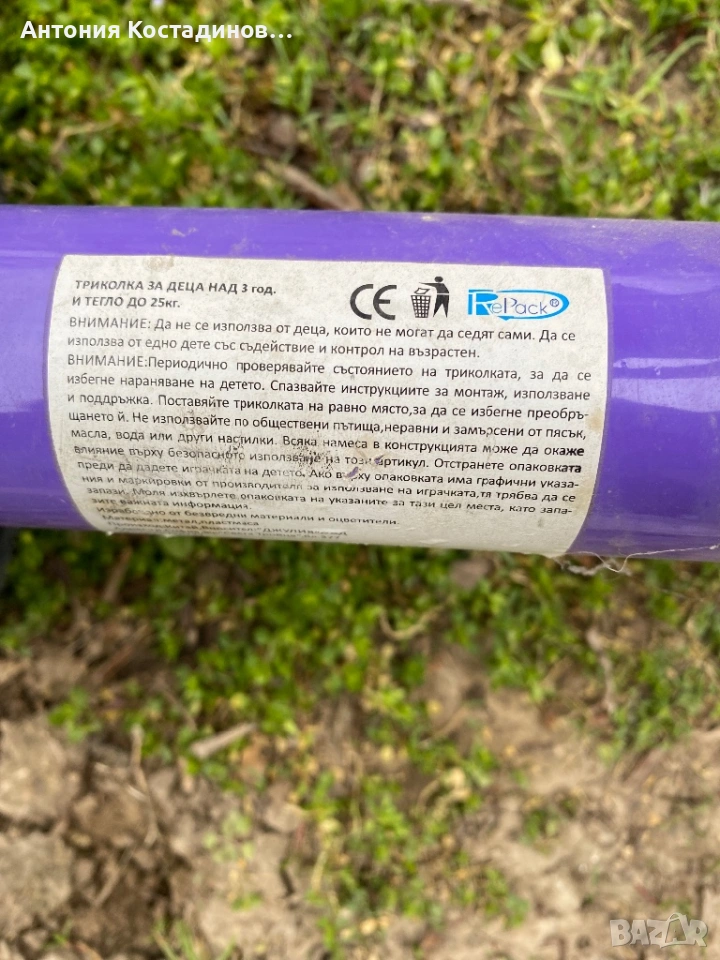 Антония Костадинов...
ТРИКОЛКА ЗА ДЕЦА НАД 3 год.
И ТЕГЛО ДО 25кг.
CE
RePack®
ВНИМАНИЕ: Да не се използва от деца, които не могат да седят сами. Да се
използва от едно дете със съдействие и контрол на възрастен.
ВНИМАНИЕ:Периодично проверявайте състоянието на триколката, за да се
избегне нараняване на детето. Спазвайте инструкциите за монтаж, използване
и поддръжка. Поставяйте триколката на равно място,за да се избегне преобръ-
щането й. Не използвайте по обществени пътища,неравни и замърсени от пясък,
масла, вода или други настилки. Всяка намеса в конструкцията може да окаже
влияние върху безопасното използване на този артикул. Отстранете опаковката
преди да дадете играчката на детето. Ако върху опаковката има графични указа-
ния и маркировки от производителя за използване на играчката,тя трябва да се
запази. Моля изхвърлете опаковката на указаните за тази цел места, като запа-
зите важната информация.
Изработено от безвредни материали и оцветители.
Материал: метал,пластмаса
BAZAR